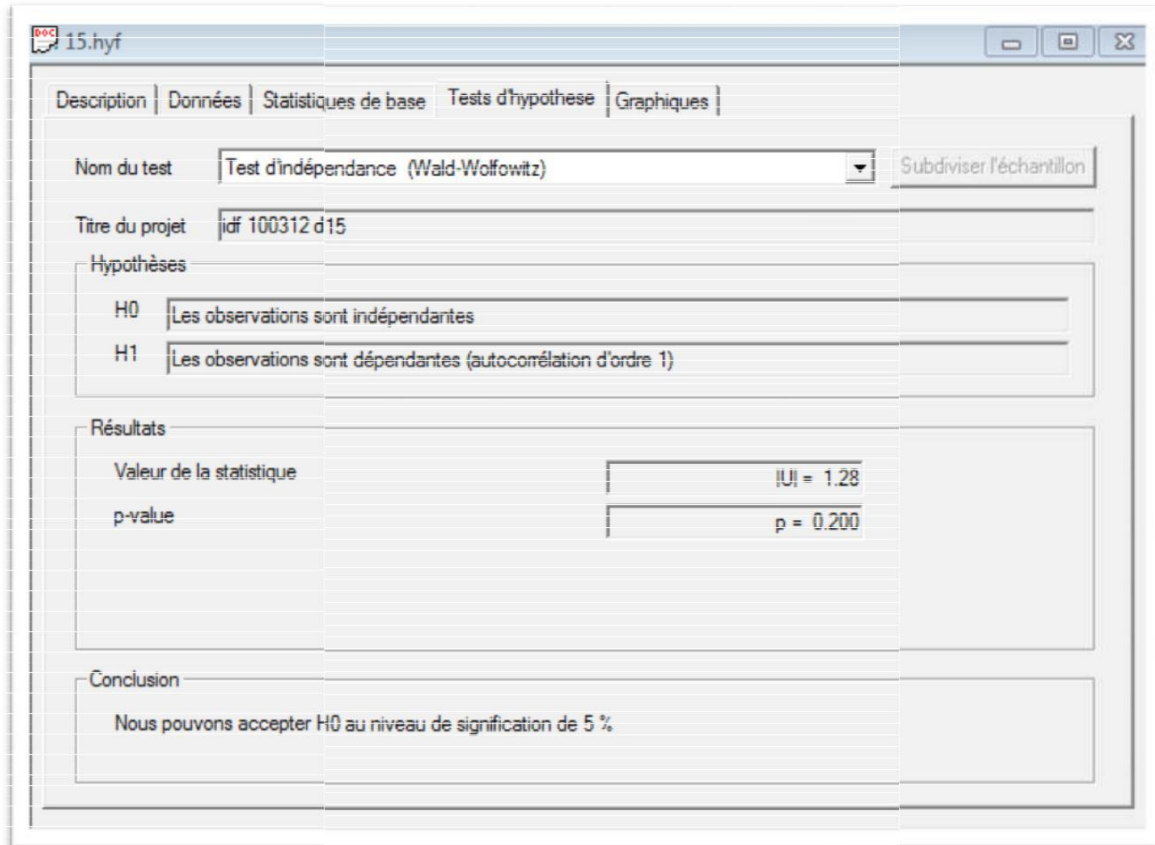 DOC
15.hyf
Description Données Statistiques de base Tests d'hypothese Graphiques
Nom du test Test d'indépendance (Wald-Wolfowitz) Subdiviser l'échantillon
Titre du projet idf 100312 d15
Hypothèses
H0 Les observations sont indépendantes
H1 Les observations sont dépendantes (autocorrélation d'ordre 1)
Résultats
Valeur de la statistique |U| = 1.28
p-value p = 0.200
Conclusion
Nous pouvons accepter H0 au niveau de signification de 5 %